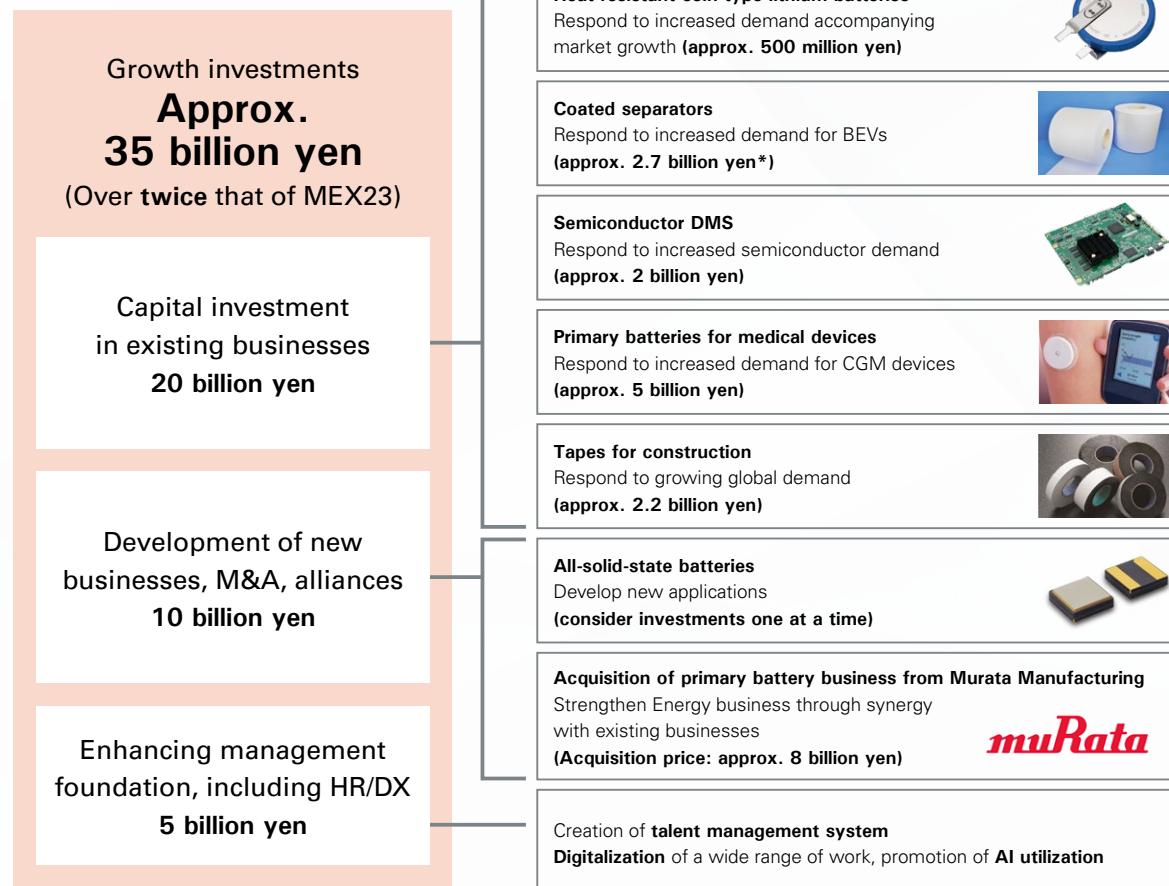 Growth investments
Approx.
35 billion yen
(Over twice that of MEX23)
Capital investment
in existing businesses
20 billion yen
Development of new
businesses, M&A, alliances
10 billion yen
Enhancing management
foundation, including HR/DX
5 billion yen
Respond to increased demand accompanying
market growth (approx. 500 million yen)
Coated separators
Respond to increased demand for BEVs
(approx. 2.7 billion yen*)
Semiconductor DMS
Respond to increased semiconductor demand
(approx. 2 billion yen)
Primary batteries for medical devices
Respond to increased demand for CGM devices
(approx. 5 billion yen)
Tapes for construction
Respond to growing global demand
(approx. 2.2 billion yen)
All-solid-state batteries
Develop new applications
(consider investments one at a time)
Acquisition of primary battery business from Murata Manufacturing
Strengthen Energy business through synergy
with existing businesses
(Acquisition price: approx. 8 billion yen)
muRata
Creation of talent management system
Digitalization of a wide range of work, promotion of AI utilization